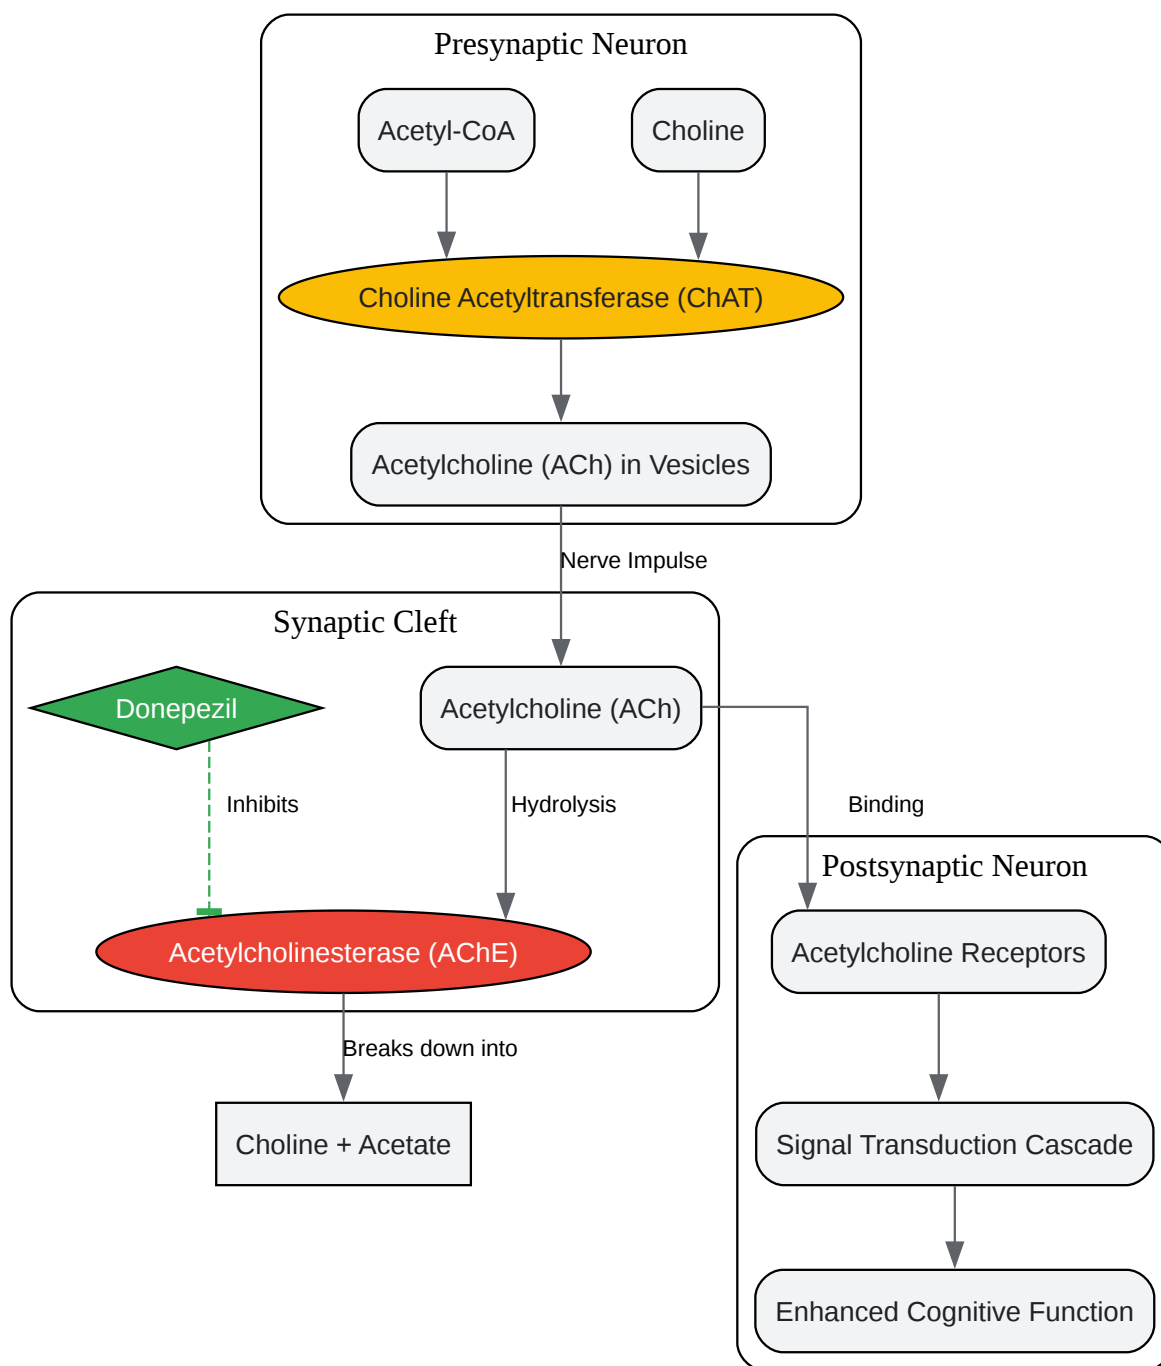 Presynaptic Neuron
Acetyl-CoA
Choline
Choline Acetyltransferase (ChAT)
Acetylcholine (ACh) in Vesicles
Nerve Impulse
Synaptic Cleft
Donepezil
Acetylcholine (ACh)
Inhibits
Hydrolysis
Binding
Postsynaptic Neuron
Acetylcholinesterase (AChE)
Acetylcholine Receptors
Breaks down into
Choline + Acetate
Signal Transduction Cascade
Enhanced Cognitive Function